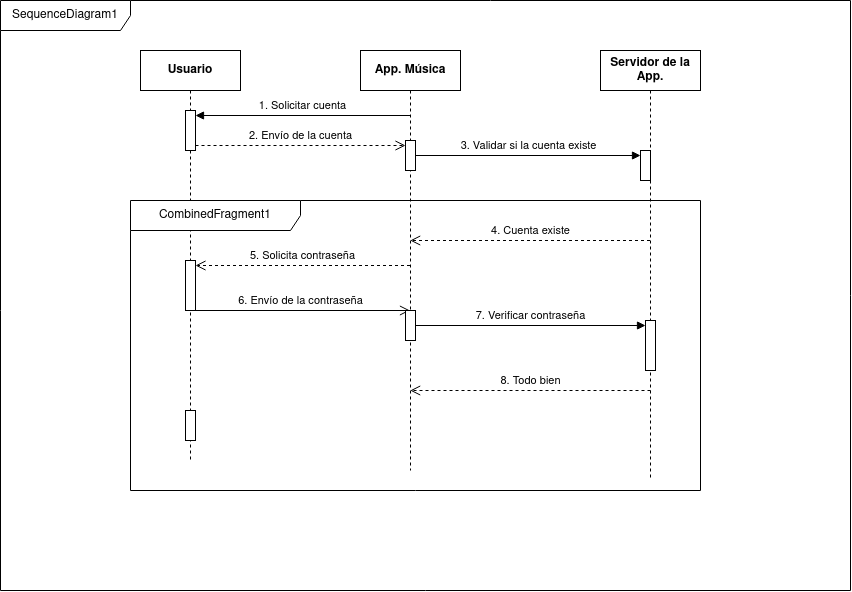 SequenceDiagram1
Usuario
App. Música
Servidor de la
App.
1. Solicitar cuenta
2. Envío de la cuenta
3. Validar si la cuenta existe
CombinedFragment1
4. Cuenta existe
5. Solicita contraseña
6. Envío de la contraseña
7. Verificar contraseña
8. Todo bien